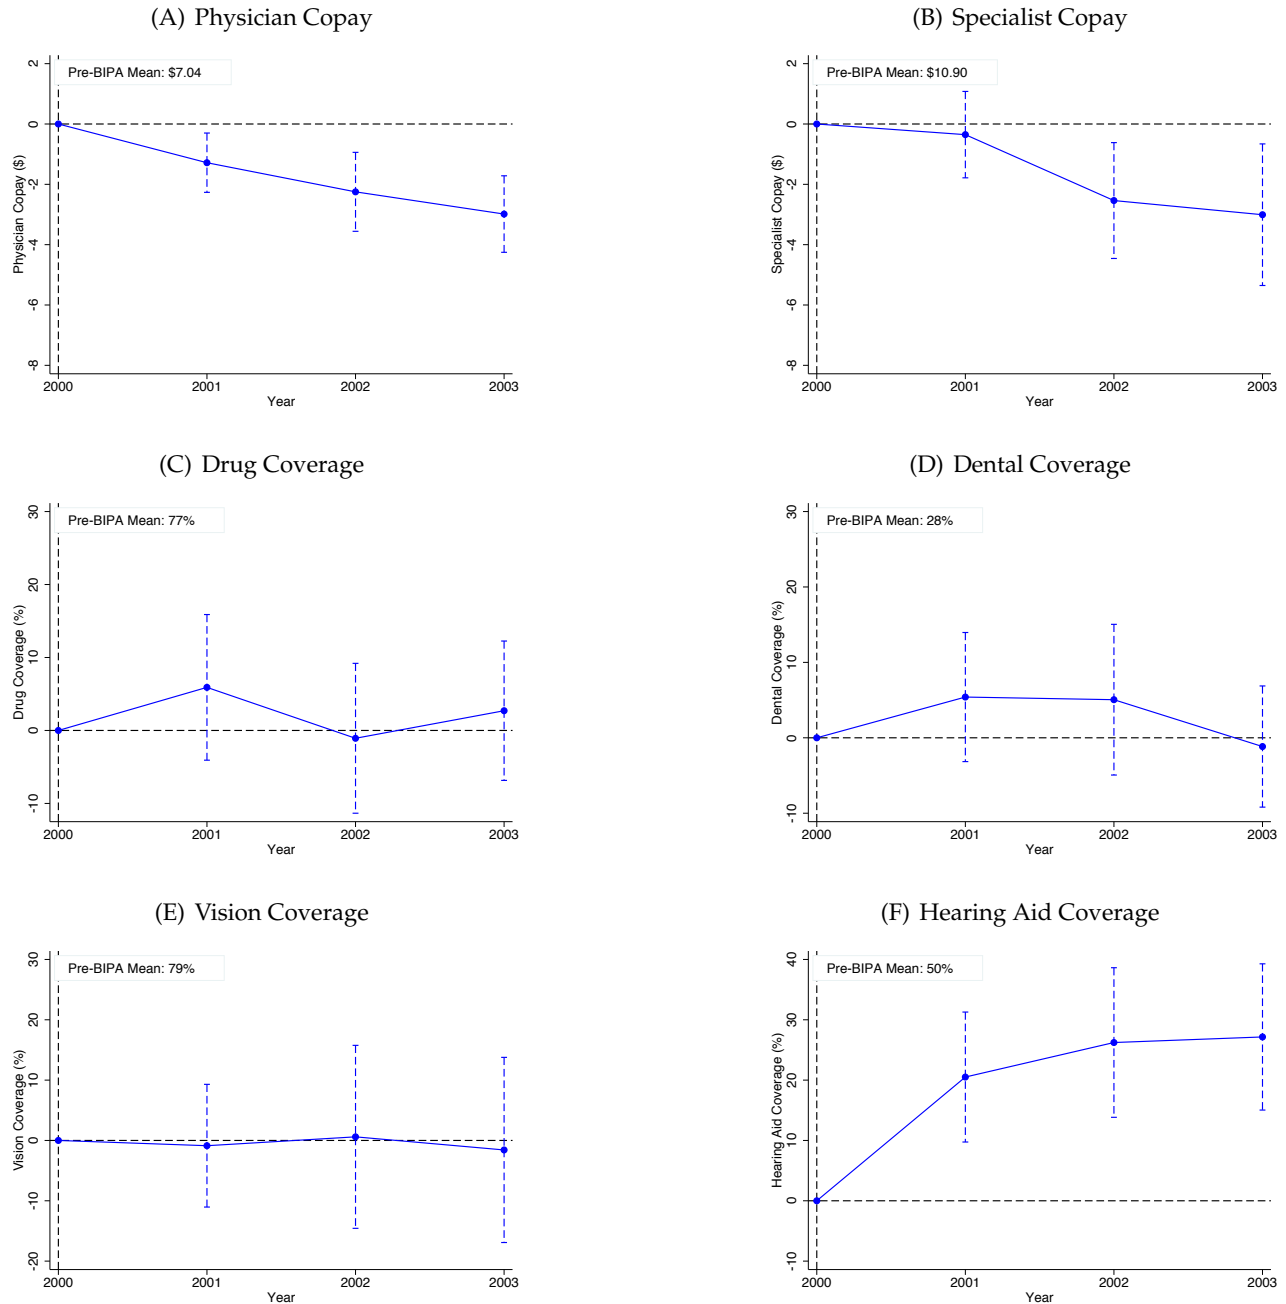 (A) Physician Copay
Pre-BIPA Mean: $7.04
Physician Copay ($)
2
0
-2
-4
-6
-8
2000 2001 2002 2003
Year
(B) Specialist Copay
Pre-BIPA Mean: $10.90
Specialist Copay ($)
2
0
-2
-4
-6
-8
2000 2001 2002 2003
Year
(C) Drug Coverage
Pre-BIPA Mean: 77%
Drug Coverage (%)
30
20
10
0
-10
2000 2001 2002 2003
Year
(D) Dental Coverage
Pre-BIPA Mean: 28%
Dental Coverage (%)
30
20
10
0
-10
2000 2001 2002 2003
Year
(E) Vision Coverage
Pre-BIPA Mean: 79%
Vision Coverage (%)
30
20
10
0
-10
-20
2000 2001 2002 2003
Year
(F) Hearing Aid Coverage
Pre-BIPA Mean: 50%
Hearing Aid Coverage (%)
40
30
20
10
0
-10
2000 2001 2002 2003
Year